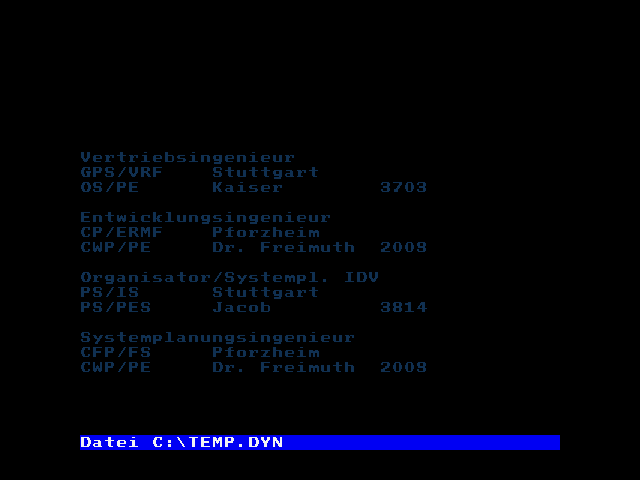 Vertriebsingenieur
GPS/VRF Stuttgart
OS/PE Kaiser 3703
Entwicklungsingenieur
CP/ERMF Pforzheim
CWP/PE Dr. Freimuth 2008
Organisator/Systempl. IDV
PS/IS Stuttgart
PS/PES Jacob 3814
Systemplanungsingenieur
CFP/FS Pforzheim
CWP/PE Dr. Freimuth 2008
Datei C:\TEMP.DYN